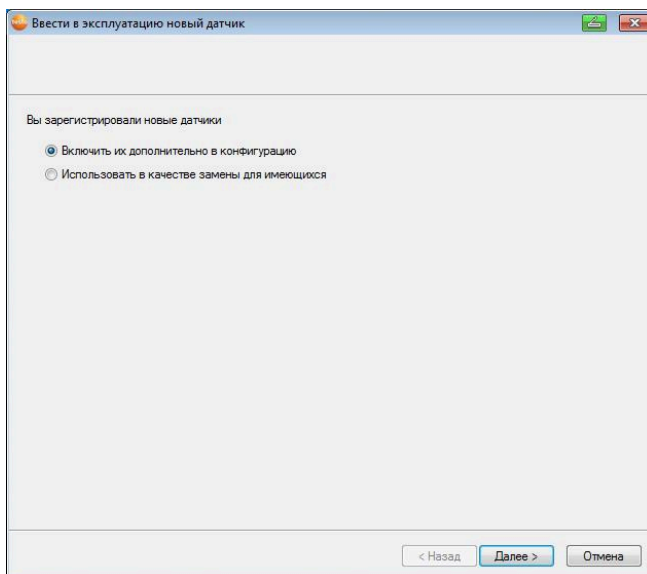 Ввести в эксплуатацию новый датчик
Вы зарегистрировали новые датчики
Включить их дополнительно в конфигурацию
Использовать в качестве замены для имеющихся
< Назад Далее > Отмена